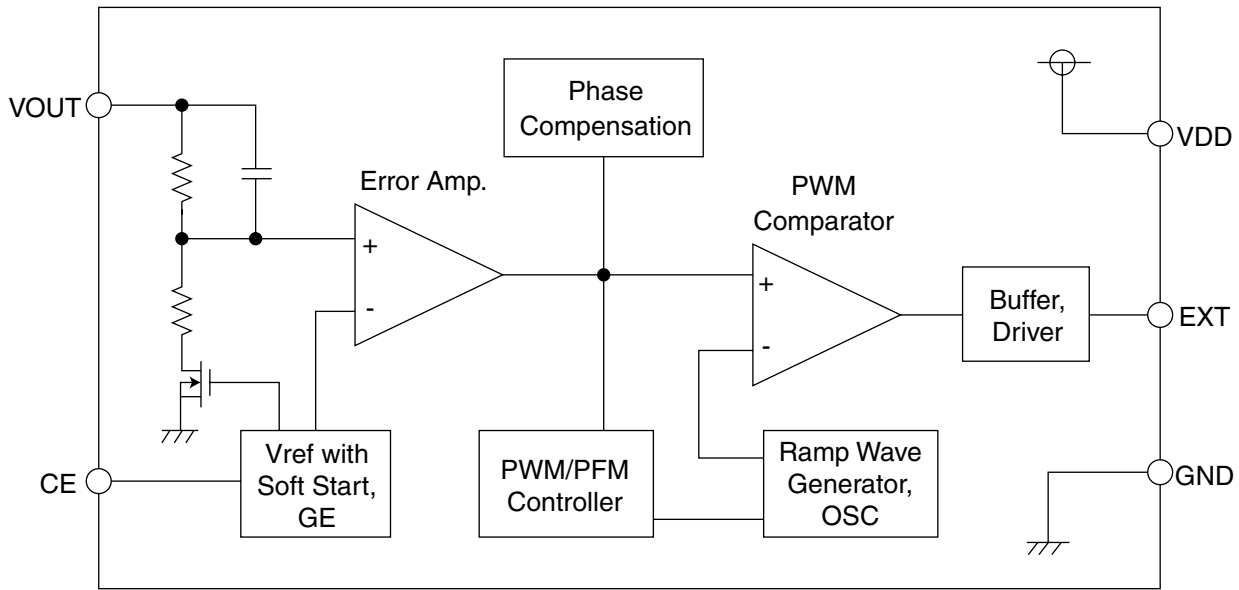 VOUT
Phase
Compensation
VDD
Error Amp.
PWM
Comparator
+
-
+
-
Buffer,
Driver
EXT
CE
Vref with
Soft Start,
GE
PWM/PFM
Controller
Ramp Wave
Generator,
OSC
GND